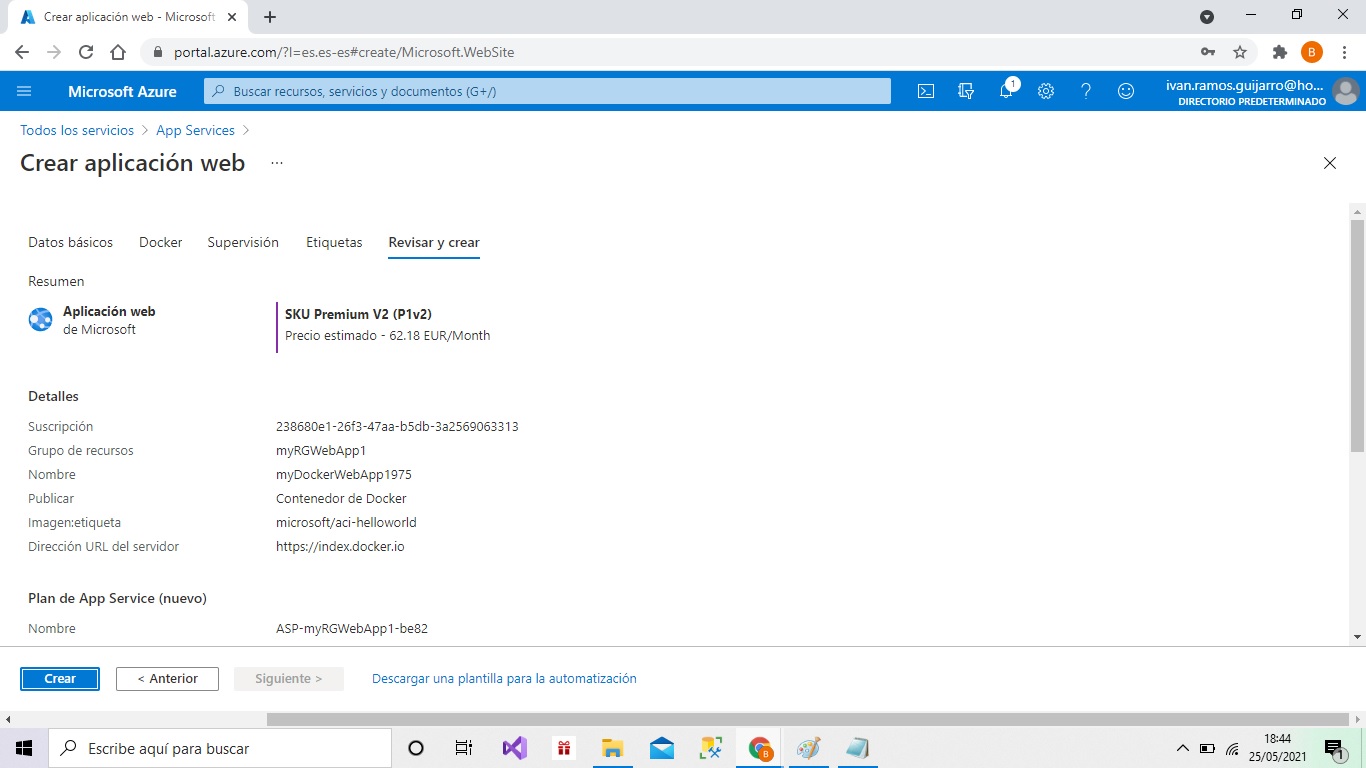 Crear aplicación web - Microsoft
portal.azure.com/?l=es.es-es#create/Microsoft.WebSite
B
Microsoft Azure
Buscar recursos, servicios y documentos (G+/)
1
ivan.ramos.guijarro@ho...
DIRECTORIO PREDETERMINADO
Todos los servicios > App Services >
Crear aplicación web ...
Datos básicos Docker Supervisión Etiquetas Revisar y crear
Resumen
Aplicación web
de Microsoft
SKU Premium V2 (P1v2)
Precio estimado - 62.18 EUR/Month
Detalles
Suscripción 238680e1-26f3-47aa-b5db-3a2569063313
Grupo de recursos myRGWebApp1
Nombre myDockerWebApp1975
Publicar Contenedor de Docker
Imagen:etiqueta microsoft/aci-helloworld
Dirección URL del servidor https://index.docker.io
Plan de App Service (nuevo)
Nombre ASP-myRGWebApp1-be82
Crear < Anterior Siguiente > Descargar una plantilla para la automatización
Escribe aquí para buscar
B
18:44
25/05/2021
1